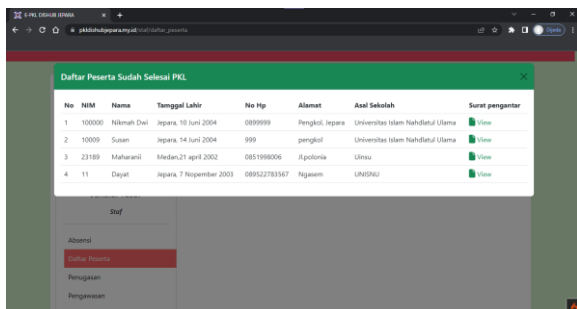 E-PKL DISHUB JEPARA
pkldishubjepara.my.id/staf/daftar_peserta
Dijeda
Daftar Peserta Sudah Selesai PKL
No NIM Nama Tamggal Lahir No Hp Alamat Asal Sekolah Surat pengantar
1 100000 Nikmah Dwi Jepara, 10 Juni 2004 0899999 Pengkol, Jepara Universitas Islam Nahdlatul Ulama View
2 10009 Susan Jepara, 14 Juni 2004 999 pengkol Universitas Islam Nahdlatul Ulama View
3 23189 Maharanii Medan,21 april 2002 0851998006 Jl.polonia Uinsu View
4 11 Dayat Jepara, 7 Nopember 2003 089522783567 Ngasem UNISNU View
Staf
Absensi
Daftar Peserta
Penugasan
Pengawasan